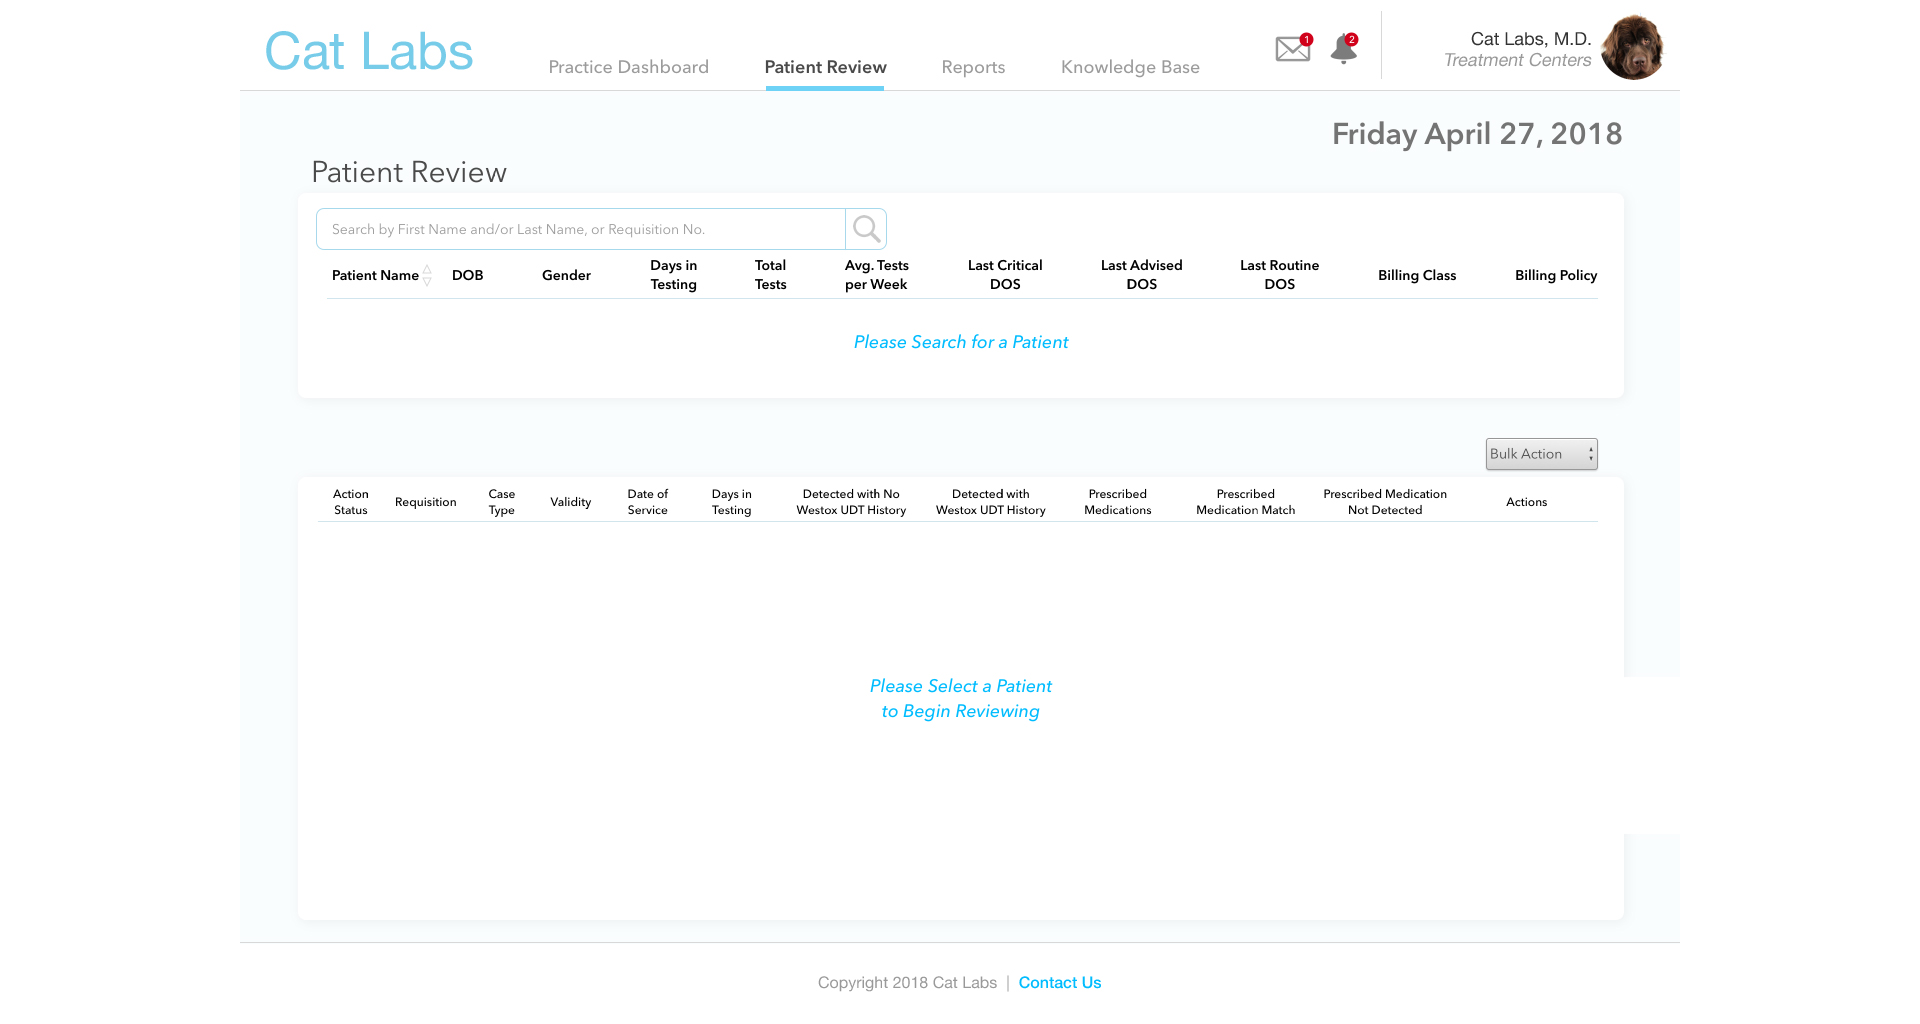 Cat Labs
Practice Dashboard
Patient Review
Reports
Knowledge Base
1
2
Cat Labs, M.D.
Treatment Centers
Friday April 27, 2018
Patient Review
Search by First Name and/or Last Name, or Requisition No.
Patient Name
DOB
Gender
Days in
Testing
Total
Tests
Avg. Tests
per Week
Last Critical
DOS
Last Advised
DOS
Last Routine
DOS
Billing Class
Billing Policy
Please Search for a Patient
Bulk Action
Action
Status
Requisition
Case
Type
Validity
Date of
Service
Days in
Testing
Detected with No
Westox UDT History
Detected with
Westox UDT History
Prescribed
Medications
Prescribed
Medication Match
Prescribed Medication
Not Detected
Actions
Please Select a Patient
to Begin Reviewing
Copyright 2018 Cat Labs | Contact Us